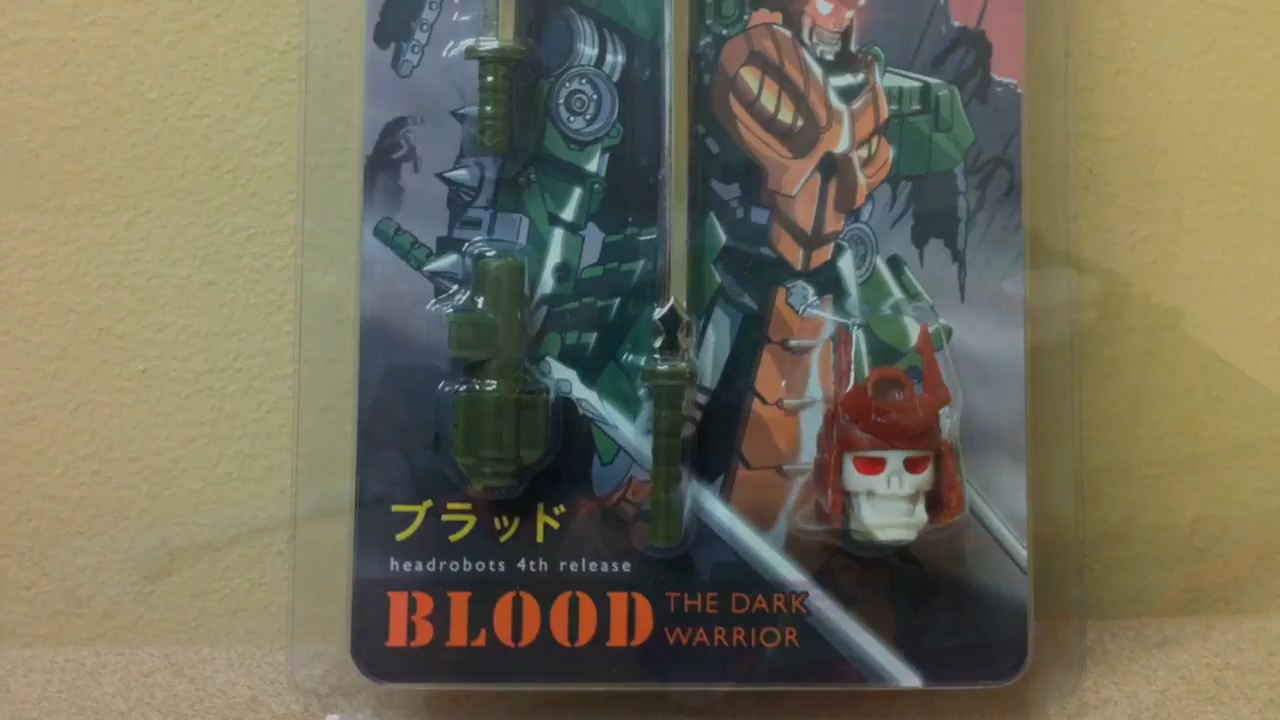 ブラッド
headrobots 4th release
BLOOD THE DARK
WARRIOR